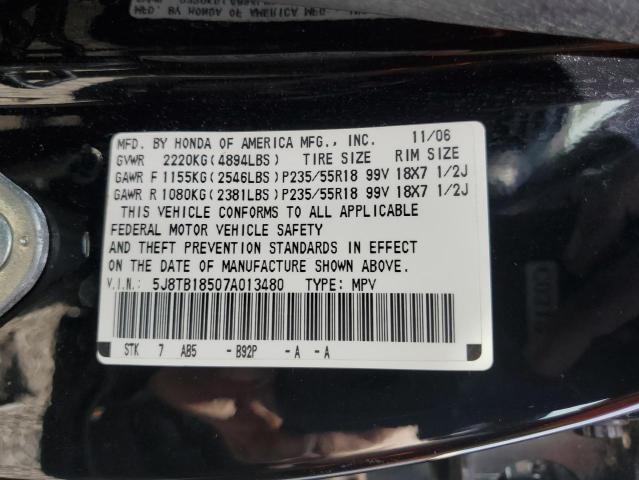 MFD. BY HONDA OF AMERICA MFG., INC. 11/06
GVWR 2220KG(4894LBS) TIRE SIZE RIM SIZE
GAWR F 1155KG(2546LBS)P235/55R18 99V 18X7 1/2J
GAWR R 1080KG(2381LBS)P235/55R18 99V 18X7 1/2J
THIS VEHICLE CONFORMS TO ALL APPLICABLE
FEDERAL MOTOR VEHICLE SAFETY
AND THEFT PREVENTION STANDARDS IN EFFECT
ON THE DATE OF MANUFACTURE SHOWN ABOVE.
V.I.N.: 5J8TB18507A013480 TYPE: MPV
STK 7 AB5 -B92P -A -A